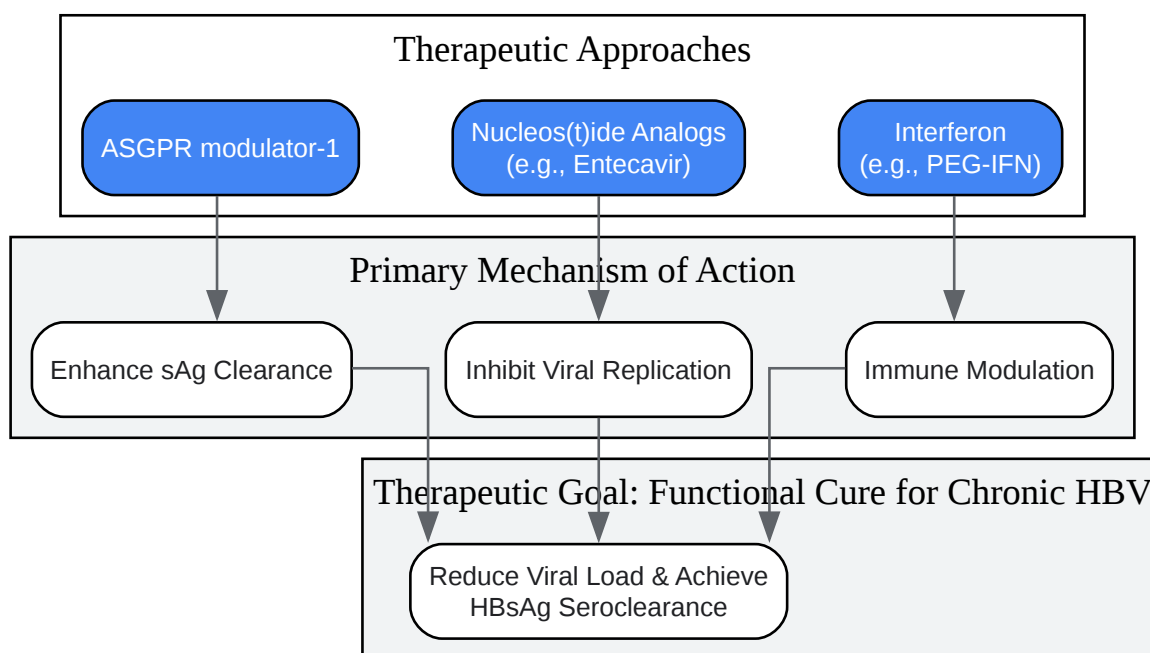 Therapeutic Approaches
ASGPR modulator-1
Nucleos(t)ide Analogs
(e.g., Entecavir)
Interferon
(e.g., PEG-IFN)
Primary Mechanism of Action
Enhance sAg Clearance
Inhibit Viral Replication
Immune Modulation
Therapeutic Goal: Functional Cure for Chronic HBV
Reduce Viral Load & Achieve
HBsAg Seroclearance